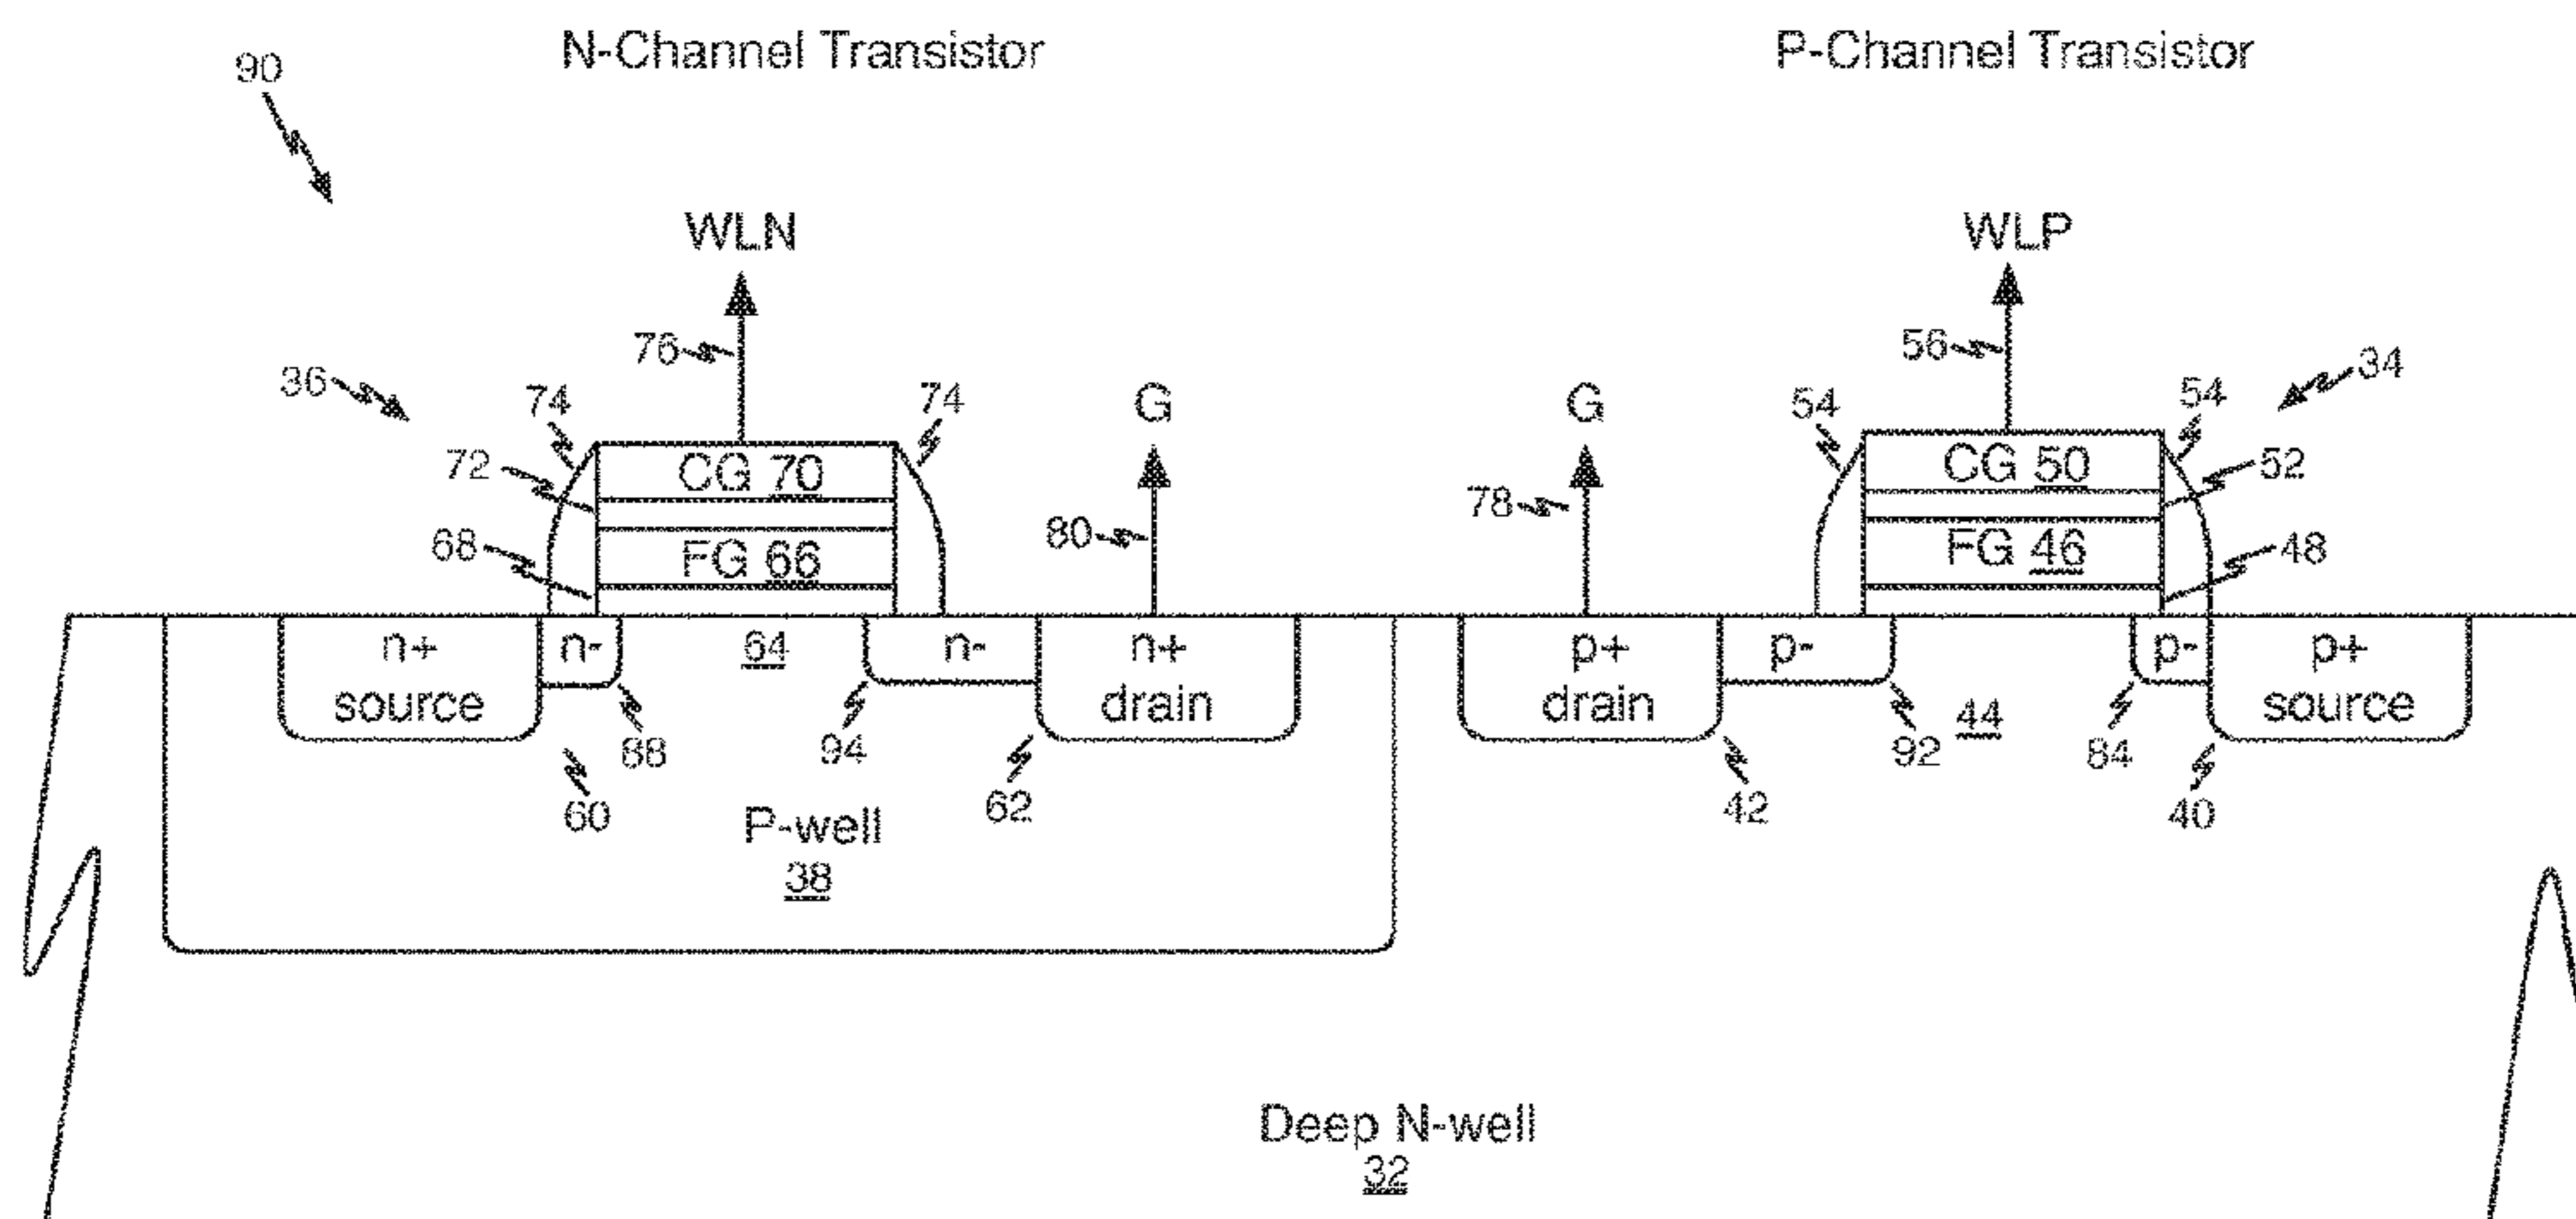 N-Channel Transistor
P-Channel Transistor
90
WLN
WLP
76
56
36
34
74
74
G
G
54
54
72
CG 70
CG 50
52
80
78
68
FG 66
FG 46
48
n+
source
n-
64
n-
n+
drain
p+
drain
p-
p-
p+
source
88
94
92
44
84
60
62
42
40
P-well
38
Deep N-well
32